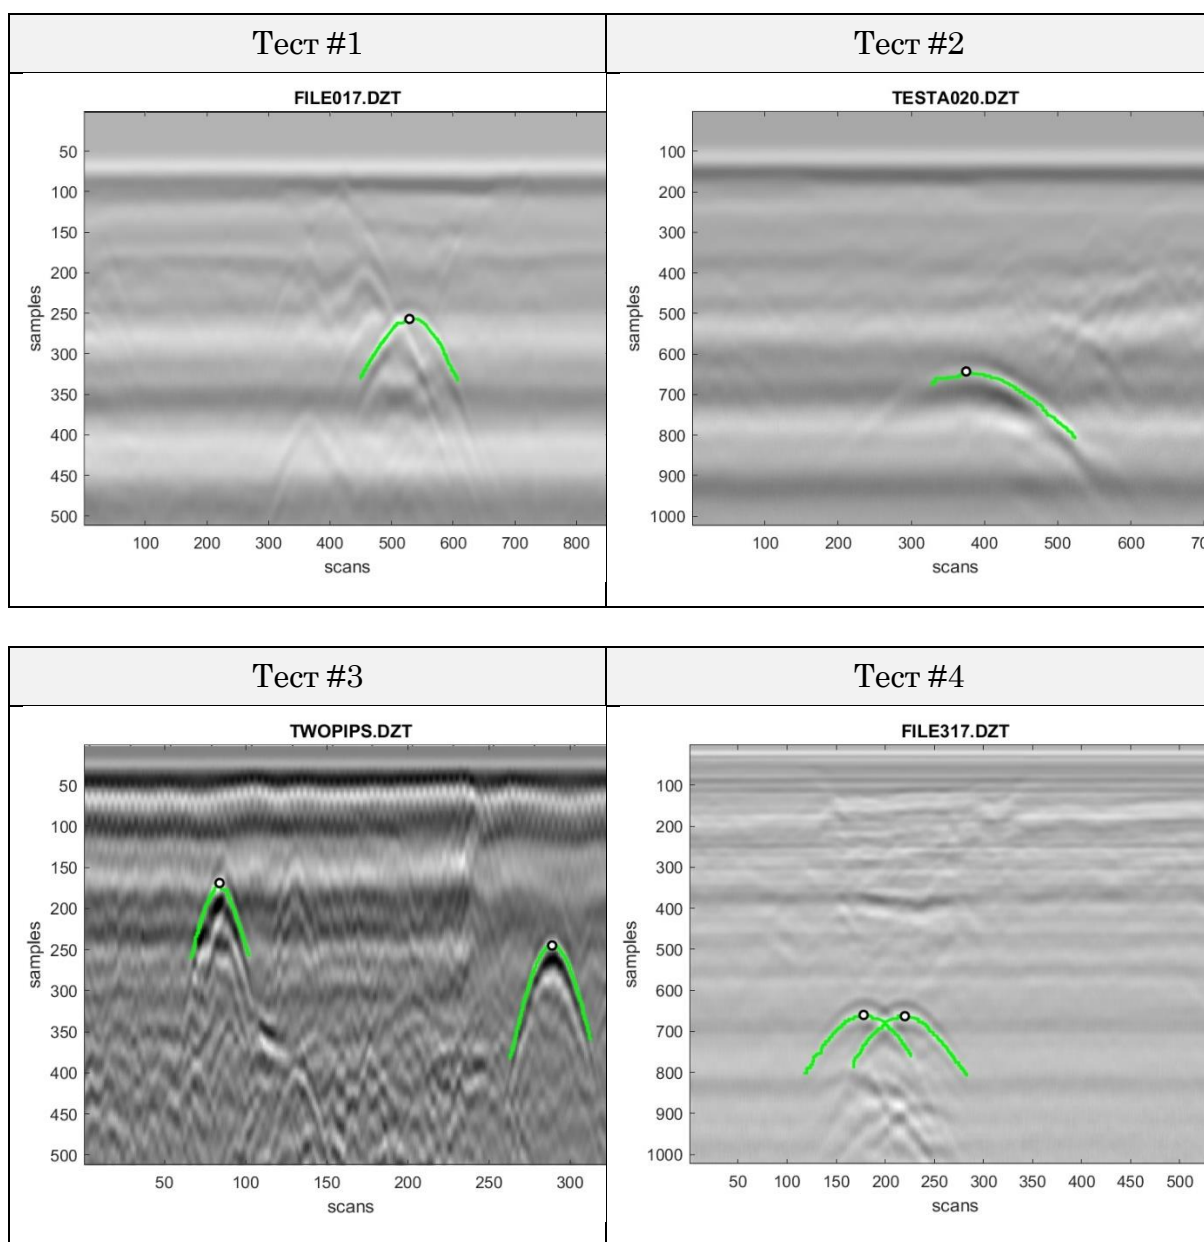 Тест #1
Тест #2
FILE017.DZT
50
100
150
200
250
300
350
400
450
500
samples
100 200 300 400 500 600 700 800
scans
TESTA020.DZT
100
200
300
400
500
600
700
800
900
1000
samples
100 200 300 400 500 600 70
scans
Тест #3
Тест #4
TWOPIPS.DZT
50
100
150
200
250
300
350
400
450
500
samples
50 100 150 200 250 300
scans
FILE317.DZT
100
200
300
400
500
600
700
800
900
1000
samples
50 100 150 200 250 300 350 400 450 500
scans